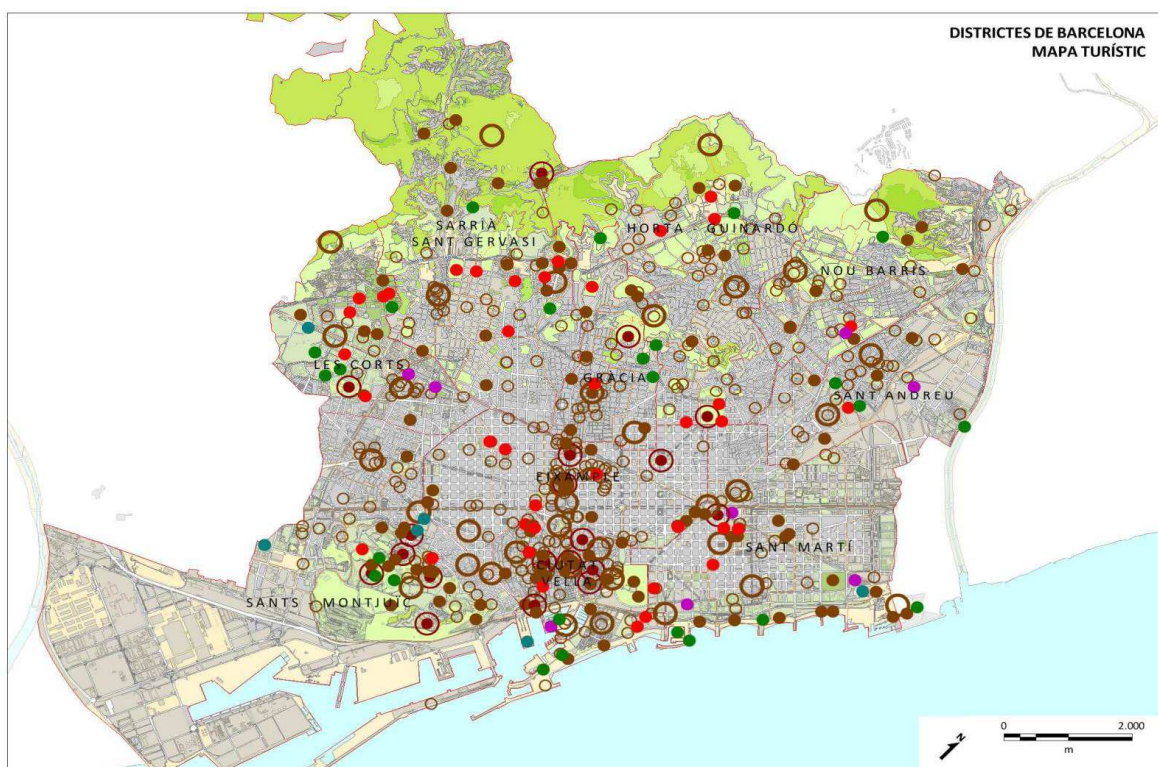 DISTRICTES DE BARCELONA
MAPA TURÍSTIC
SARRIÀ -
SANT GERVASI
HORTA - GUINARDÓ
NOU BARRIS
LES CORTS
GRÀCIA
SANT ANDREU
EIXAMPLE
SANT MARTÍ
CIUTAT
VELLA
SANTS - MONTJUÏC
N
0 2.000
m